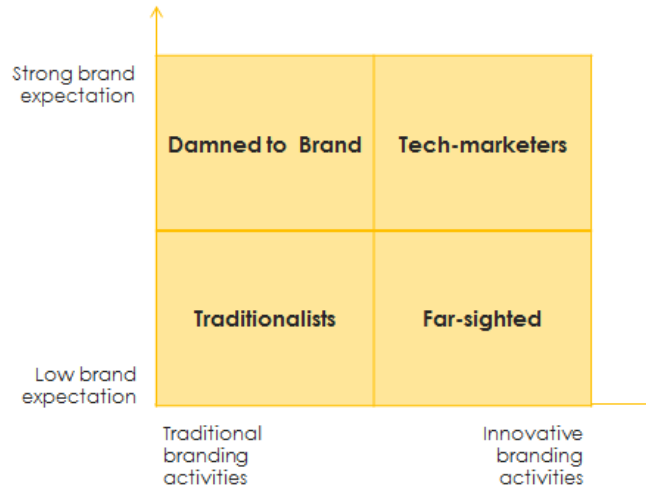 Strong brand
expectation
Damned to Brand
Tech-marketers
Traditionalists
Far-sighted
Low brand
expectation
Traditional
branding
activities
Innovative
branding
activities